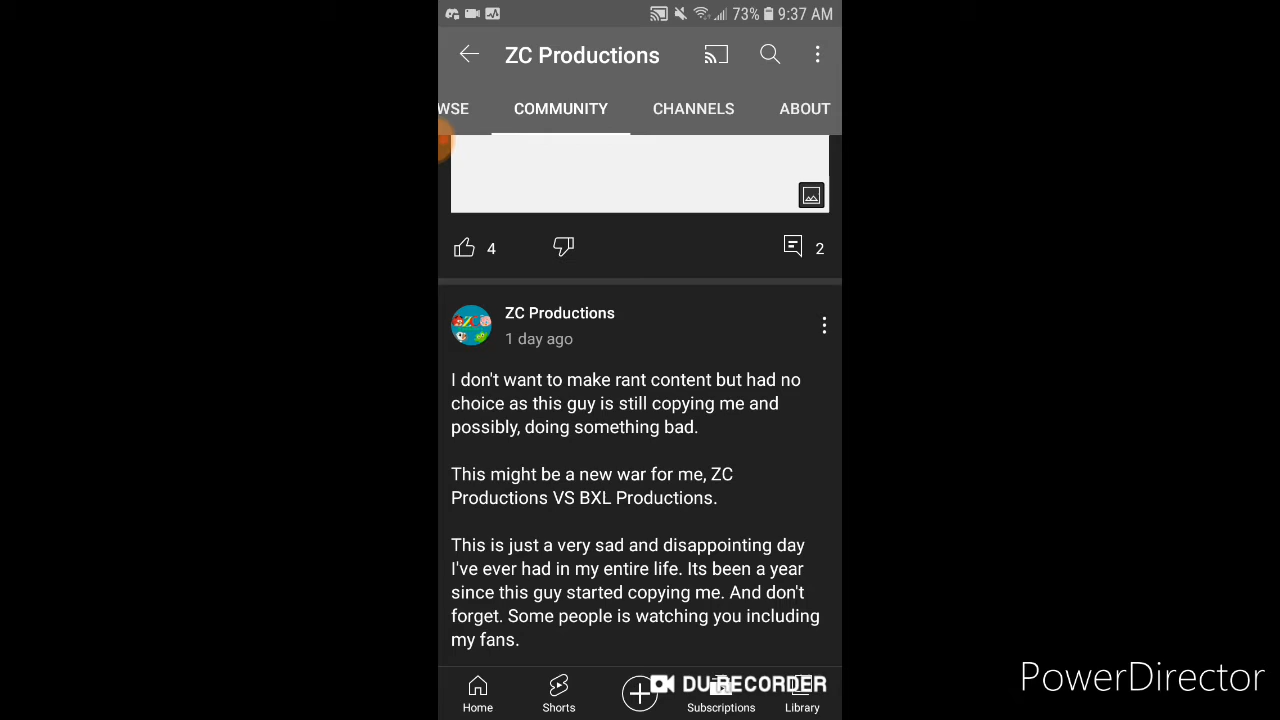 73% 9:37 AM
ZC Productions
WSE COMMUNITY CHANNELS ABOUT
4 2
ZC Productions
1 day ago
I don't want to make rant content but had no
choice as this guy is still copying me and
possibly, doing something bad.
This might be a new war for me, ZC
Productions VS BXL Productions.
This is just a very sad and disappointing day
I've ever had in my entire life. Its been a year
since this guy started copying me. And don't
forget. Some people is watching you including
my fans.
DU RECORDER
Home Shorts Subscriptions Library
PowerDirector